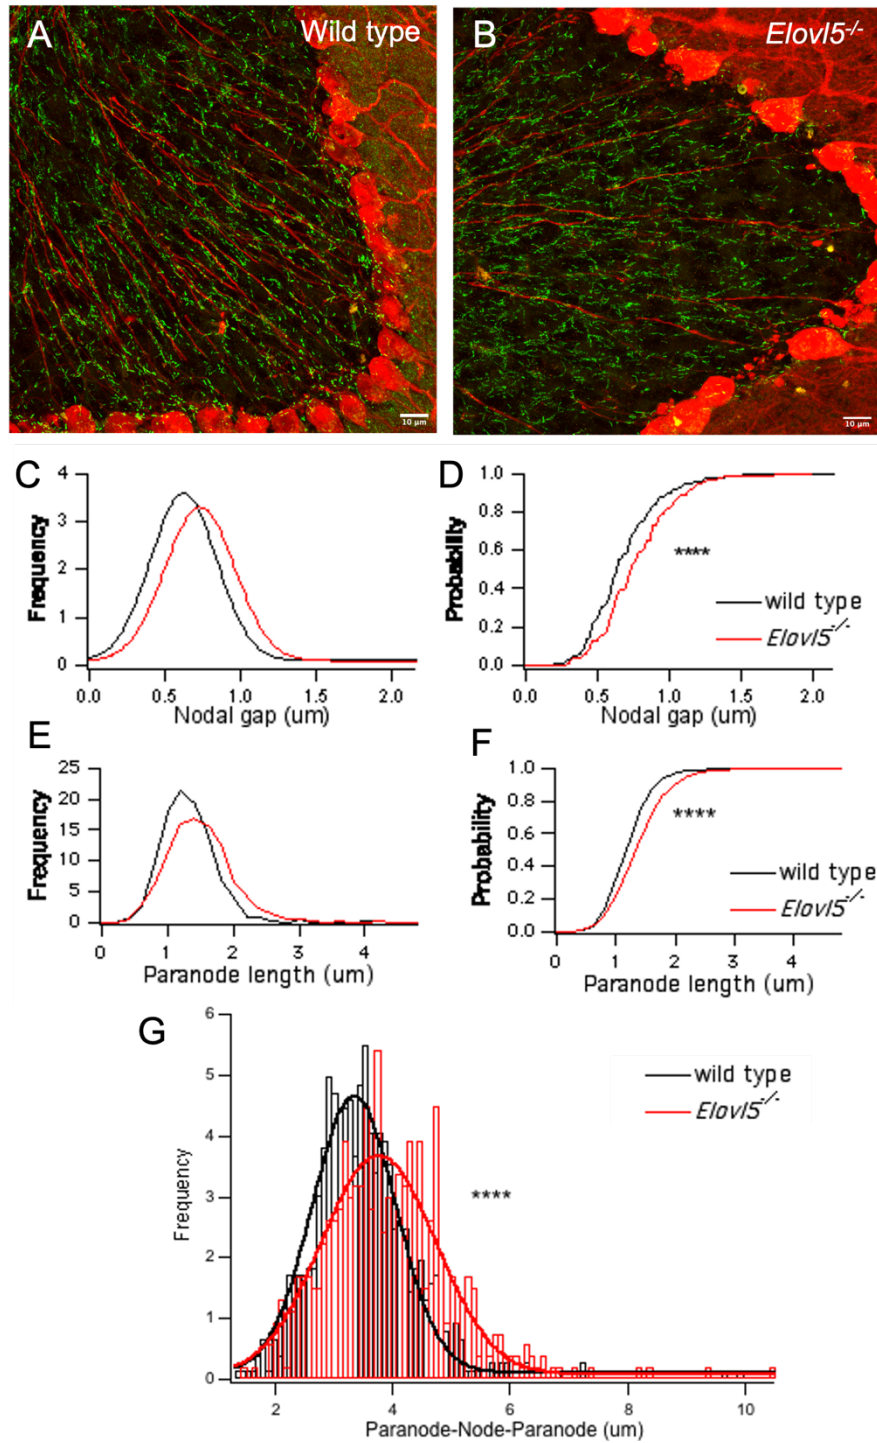 A Wild type
B Elovl5-/-
10 µm
10 µm
C
4
3
2
1
0
Frequency
0.0 0.5 1.0 1.5 2.0
Nodal gap (um)
D
1.0
0.8
0.6
0.4
0.2
0.0
Probability
****
wild type
Elovl5-/-
0.0 0.5 1.0 1.5 2.0
Nodal gap (um)
E
25
20
15
10
5
0
Frequency
0 1 2 3 4
Paranode length (um)
F
1.0
0.8
0.6
0.4
0.2
0.0
Probability
****
wild type
Elovl5-/-
0 1 2 3 4
Paranode length (um)
G
6
5
4
3
2
1
0
Frequency
****
wild type
Elovl5-/-
2 4 6 8 10
Paranode-Node-Paranode (um)